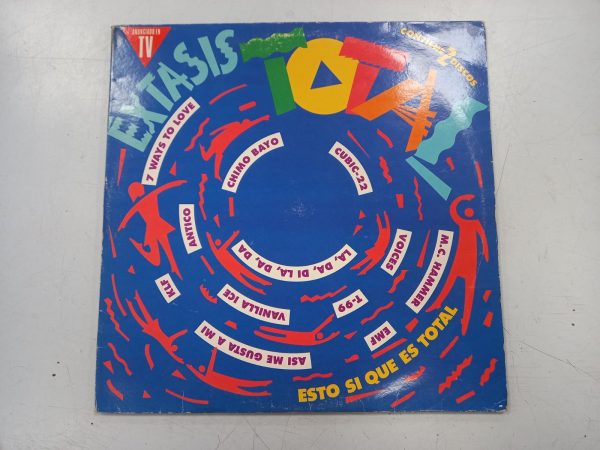 ANUNCIADO EN
TV
EXTASIS
TOTAL
CONTIENE 2 DISCOS
7 WAYS TO LOVE
CHIMO BAYO
CUBIC-22
ANTICO
LA, DA, DI LA, DA, DA
VOICES
M.C. HAMMER
KLF
VANILLA ICE
T-99
EMF
ASI ME GUSTA A MI
ESTO SI QUE ES TOTAL